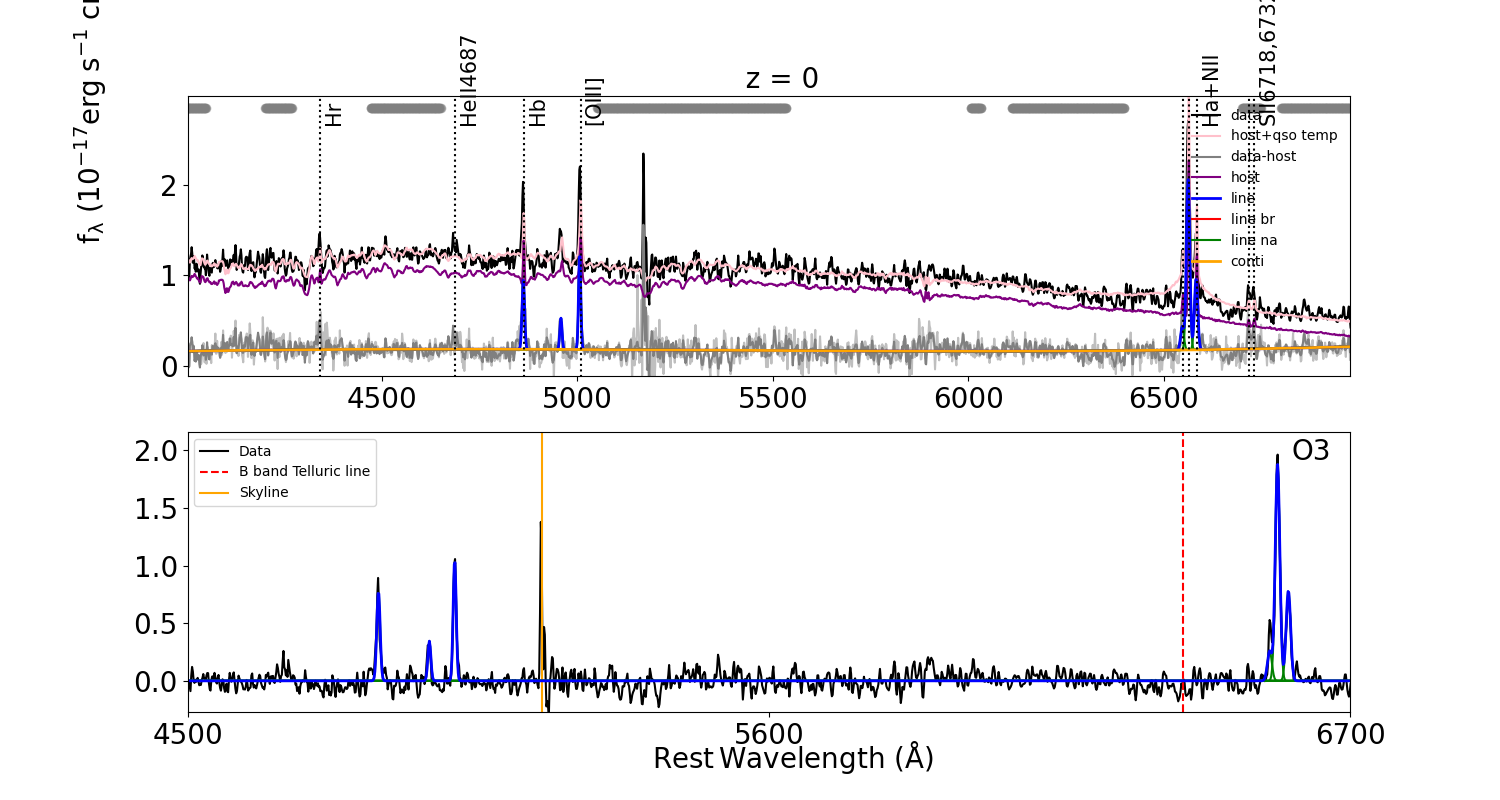 z = 0
Hr
HeII4687
Hb
[OIII]
Ha+NII
SII6718,673
f_λ (10^−17 erg s^−1 c
2
1
0
data
host+qso temp
data-host
host
line
line br
line na
conti
4500
5000
5500
6000
6500
O3
Data
B band Telluric line
Skyline
2.0
1.5
1.0
0.5
0.0
4500
5600
6700
Rest Wavelength (Å)